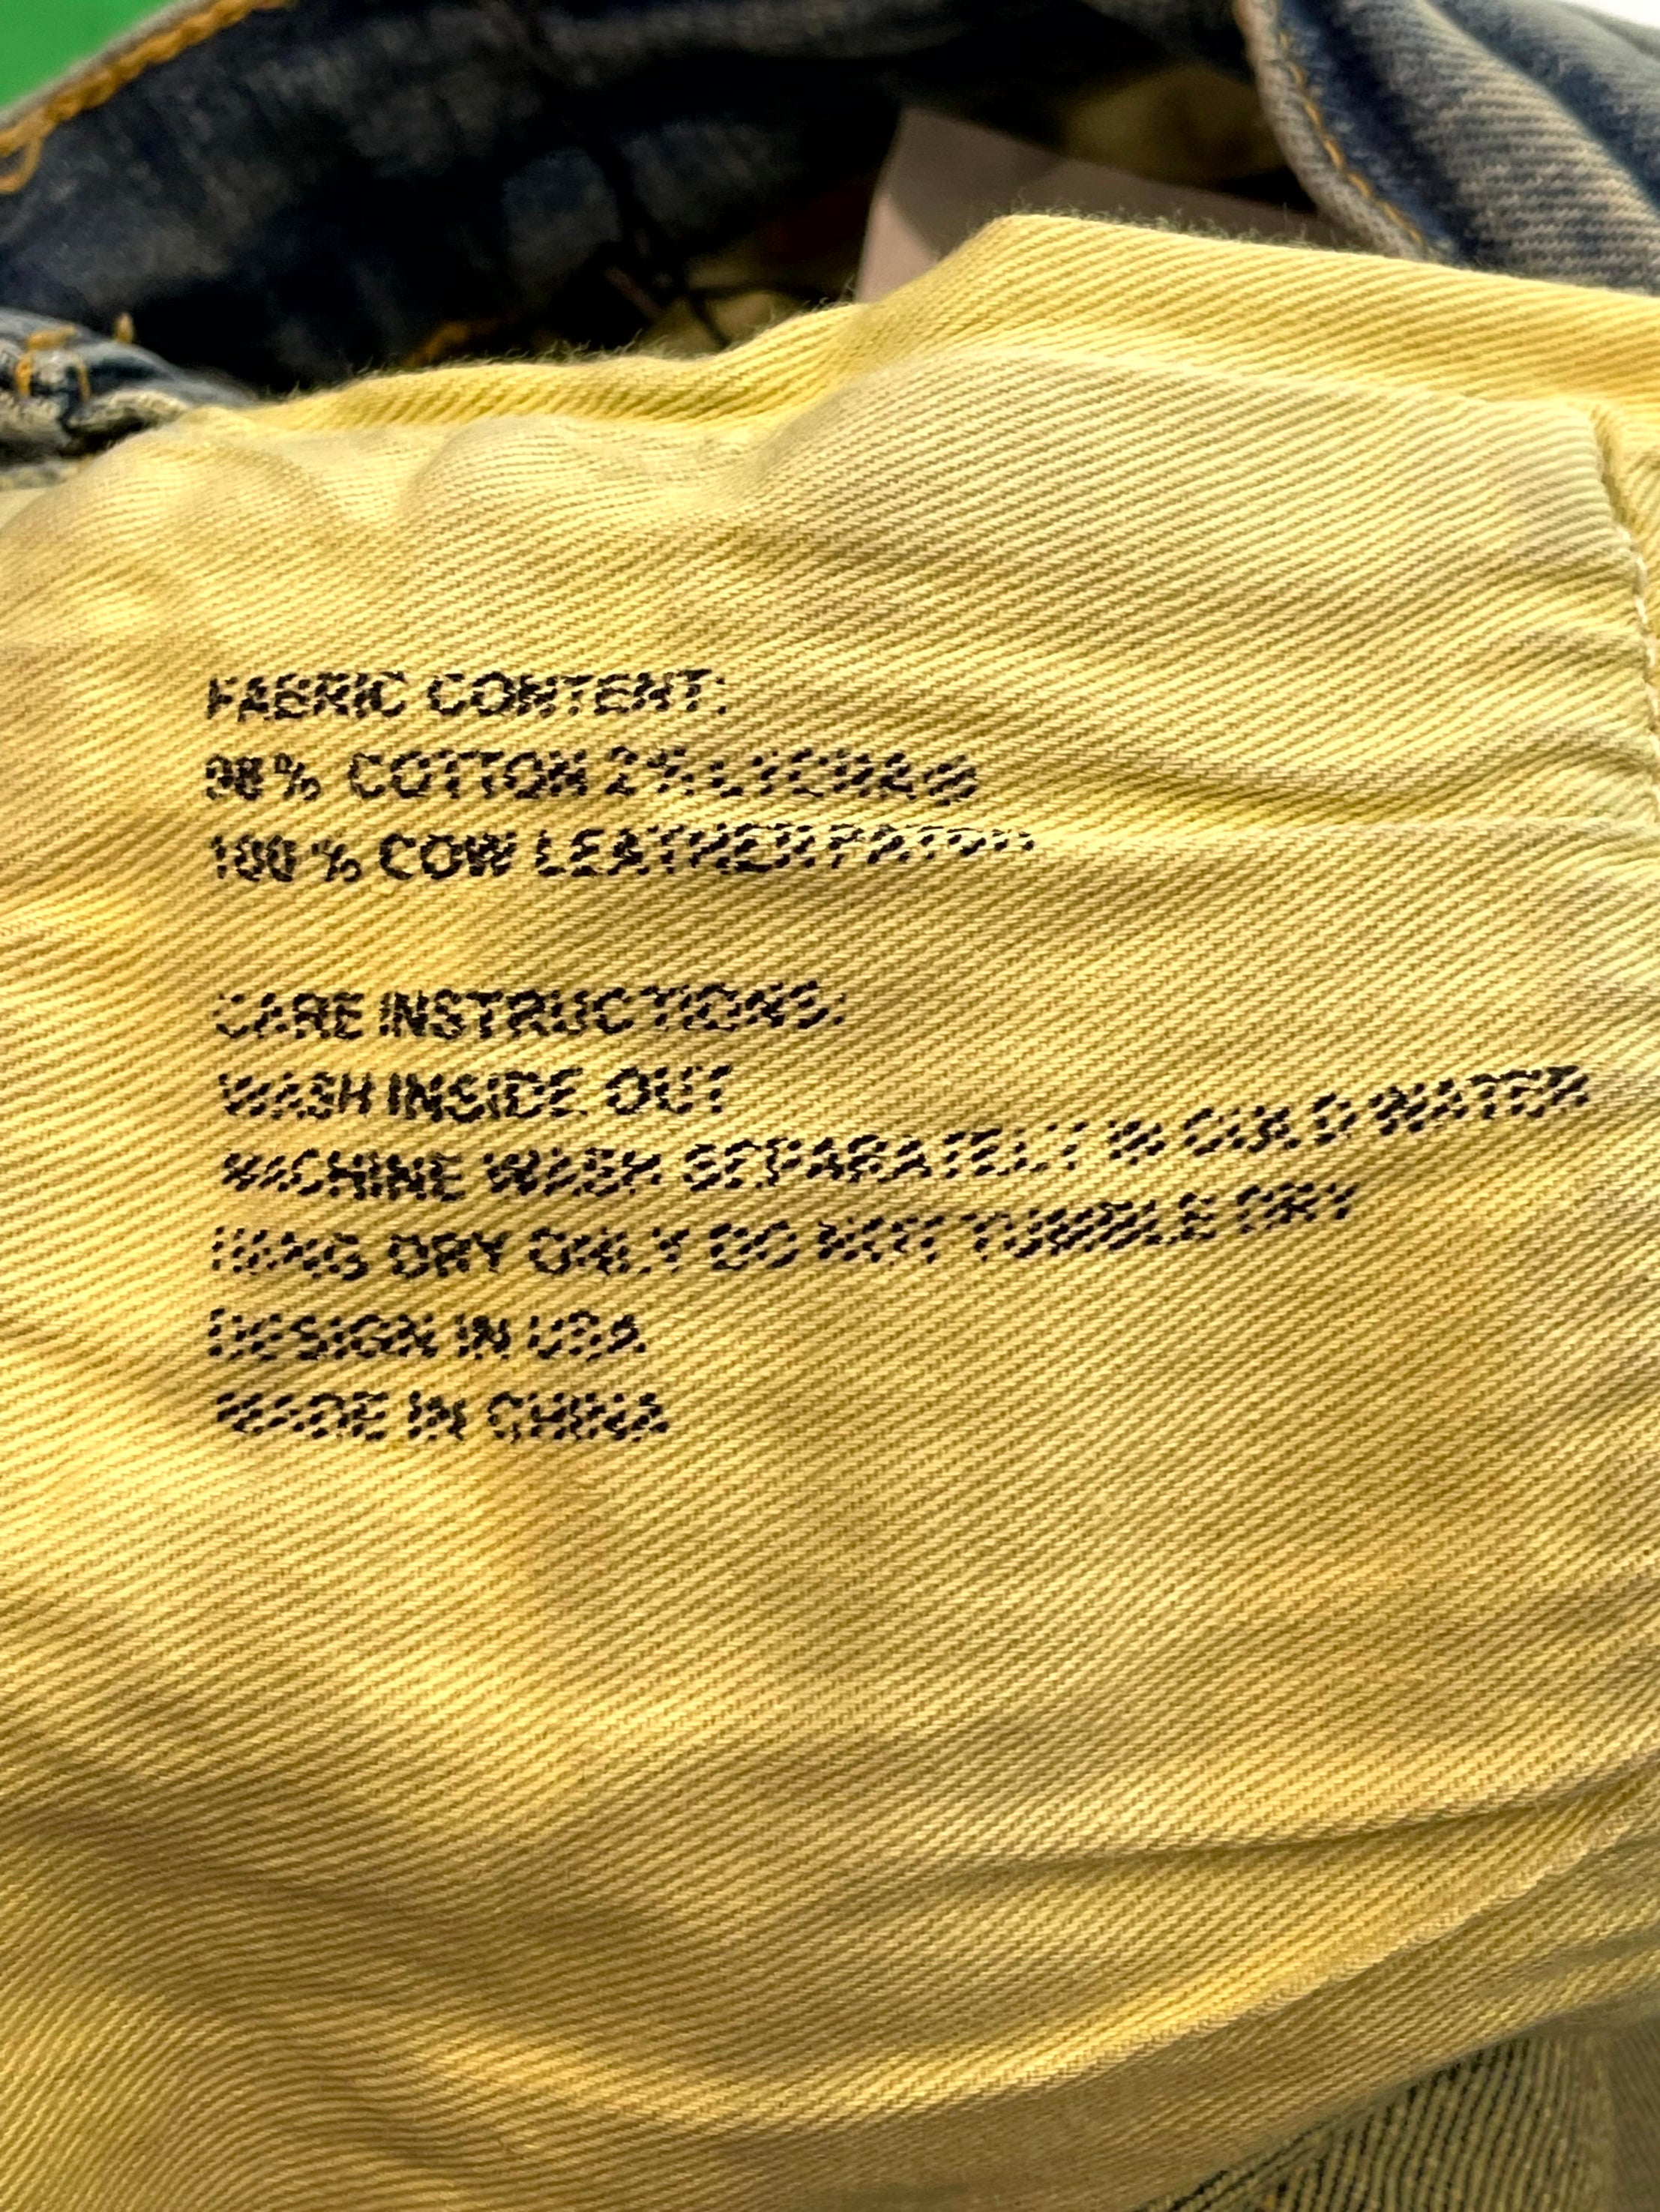 FABRIC CONTENT:
98% COTTON 2% LYCRA®
100% COW LEATHER PATCH
CARE INSTRUCTIONS:
WASH INSIDE OUT
MACHINE WASH SEPARATELY IN COLD WATER
HANG DRY ONLY DO NOT TUMBLE DRY
DESIGN IN USA
MADE IN CHINA